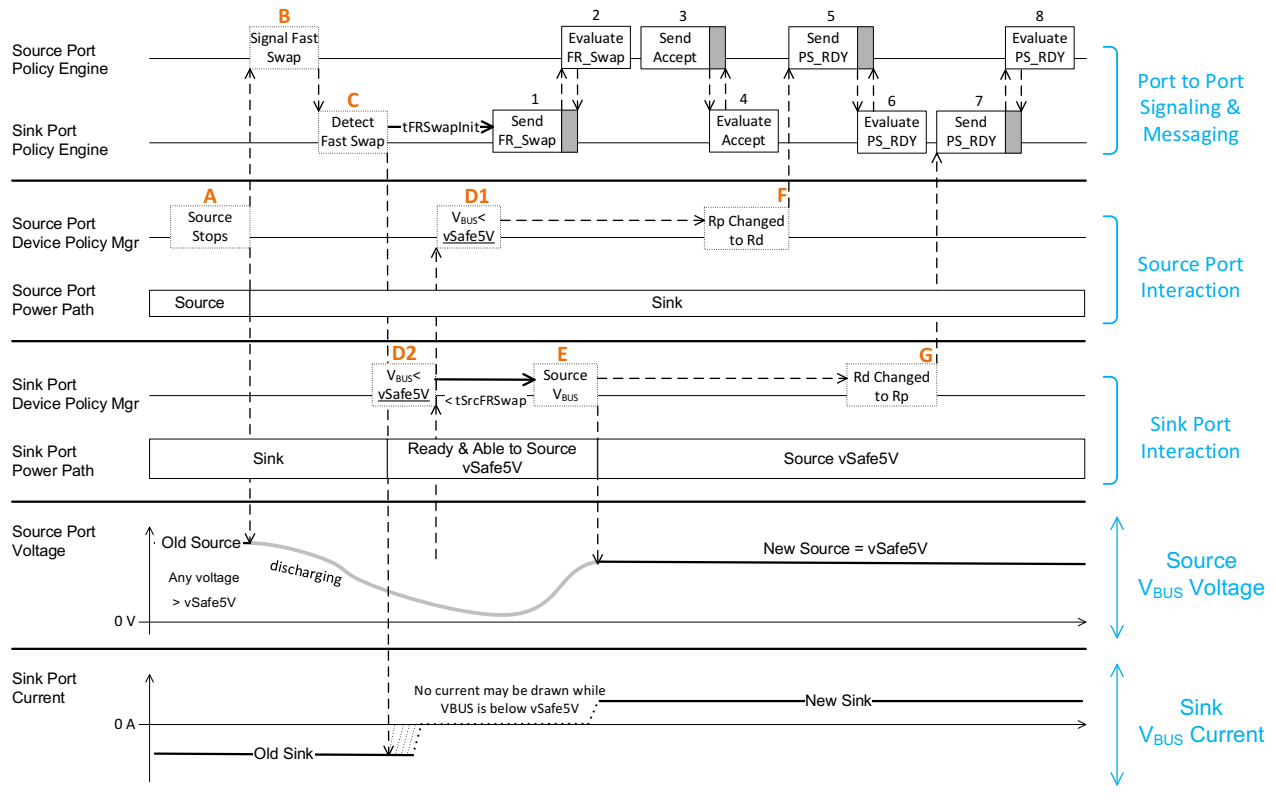 B
2
3
5
8
Source Port
Policy Engine
Signal Fast
Swap
Evaluate
FR_Swap
Send
Accept
Send
PS_RDY
Evaluate
PS_RDY
Port to Port
Signaling &
Messaging
C
1
4
6
7
Sink Port
Policy Engine
Detect
Fast Swap
tFRSwapInit
Send
FR_Swap
Evaluate
Accept
Evaluate
PS_RDY
Send
PS_RDY
A
D1
F
Source Port
Device Policy Mgr
Source
Stops
VBUS<
vSafe5V
Rp Changed
to Rd
Source Port
Interaction
Source Port
Power Path
Source
Sink
D2
E
G
Sink Port
Device Policy Mgr
VBUS<
vSafe5V
< tSrcFRSwap
Source
VBUS
Rd Changed
to Rp
Sink Port
Interaction
Sink Port
Power Path
Sink
Ready & Able to Source
vSafe5V
Source vSafe5V
Source Port
Voltage
Old Source
Any voltage
> vSafe5V
discharging
New Source = vSafe5V
0 V
Source
VBUS Voltage
Sink Port
Current
No current may be drawn while
VBUS is below vSafe5V
New Sink
0 A
Old Sink
Sink
VBUS Current